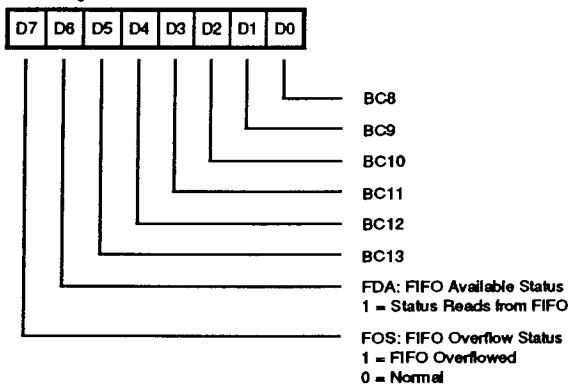 D7 D6 D5 D4 D3 D2 D1 D0
BC8
BC9
BC10
BC11
BC12
BC13
FDA: FIFO Available Status
1 = Status Reads from FIFO
FOS: FIFO Overflow Status
1 = FIFO Overflowed
0 = Normal